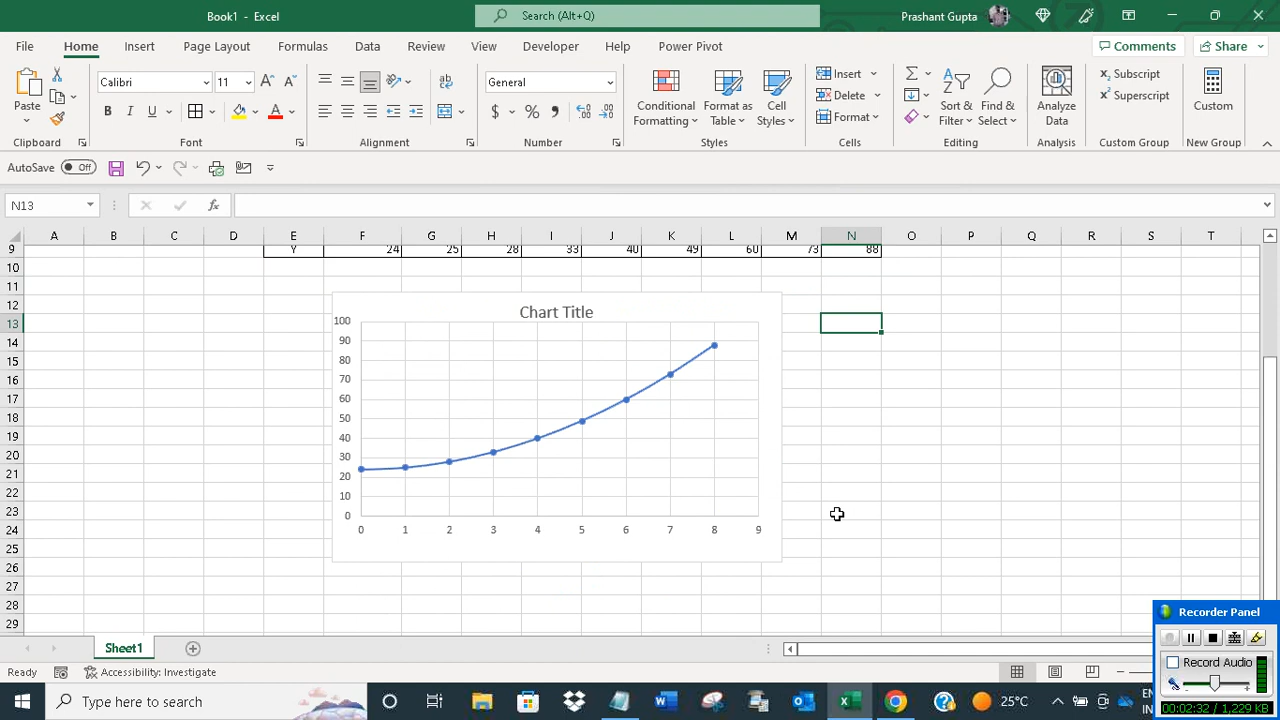 Book1 - Excel
Search (Alt+Q)
Prashant Gupta
File Home Insert Page Layout Formulas Data Review View Developer Help Power Pivot Comments Share
Paste
Calibri 11
General
Conditional Formatting
Format as Table
Cell Styles
Insert
Delete
Format
Sort & Filter
Find & Select
Analyze Data
Subscript
Superscript
Custom
Clipboard Font Alignment Number Styles Cells Editing Analysis Custom Group New Group
AutoSave Off
N13
A B C D E F G H I J K L M N O P Q R S T
9 Y 24 25 28 33 40 49 60 73 88
10
11
12
13
14
15
16
17
18
19
20
21
22
23
24
25
26
27
28
29
Chart Title
100
90
80
70
60
50
40
30
20
10
0
0 1 2 3 4 5 6 7 8 9
Recorder Panel
Record Audio
00:02:32 / 1,229 KB
Sheet1
Ready
Accessibility: Investigate
Type here to search
25°C